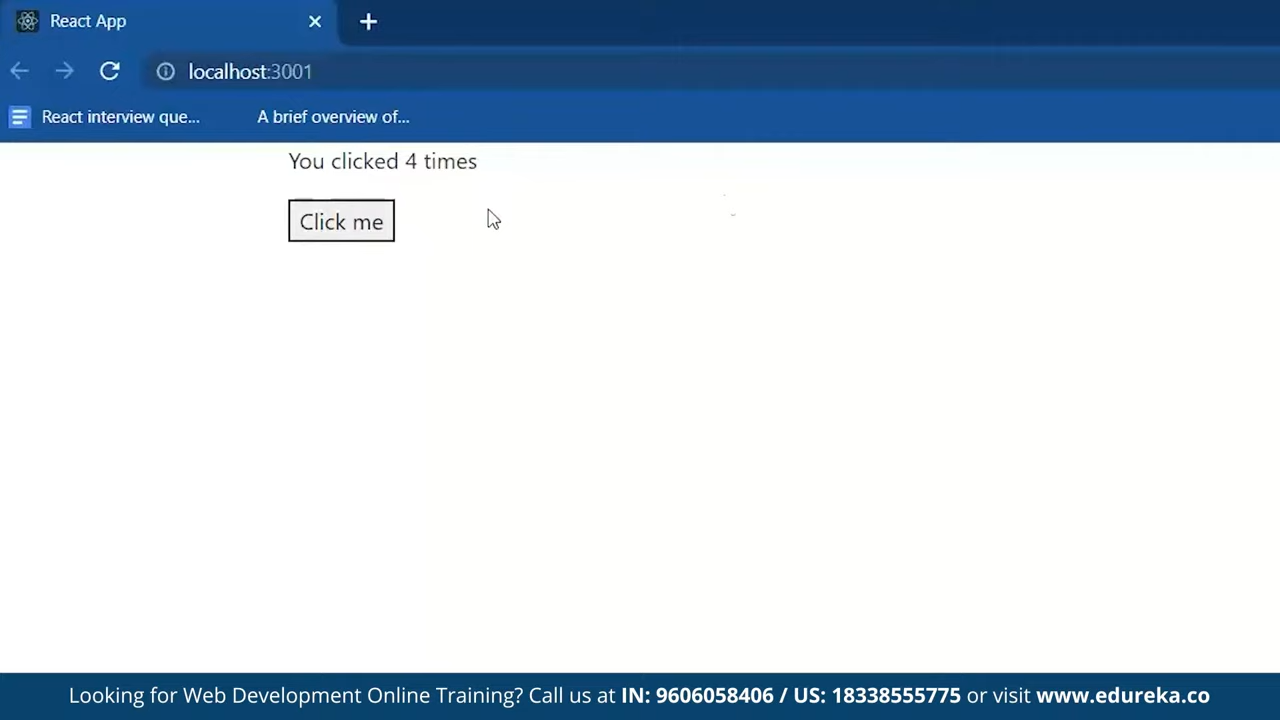 React App
localhost:3001
React interview que...
A brief overview of...
You clicked 4 times
Click me
Looking for Web Development Online Training? Call us at IN: 9606058406 / US: 18338555775 or visit www.edureka.co